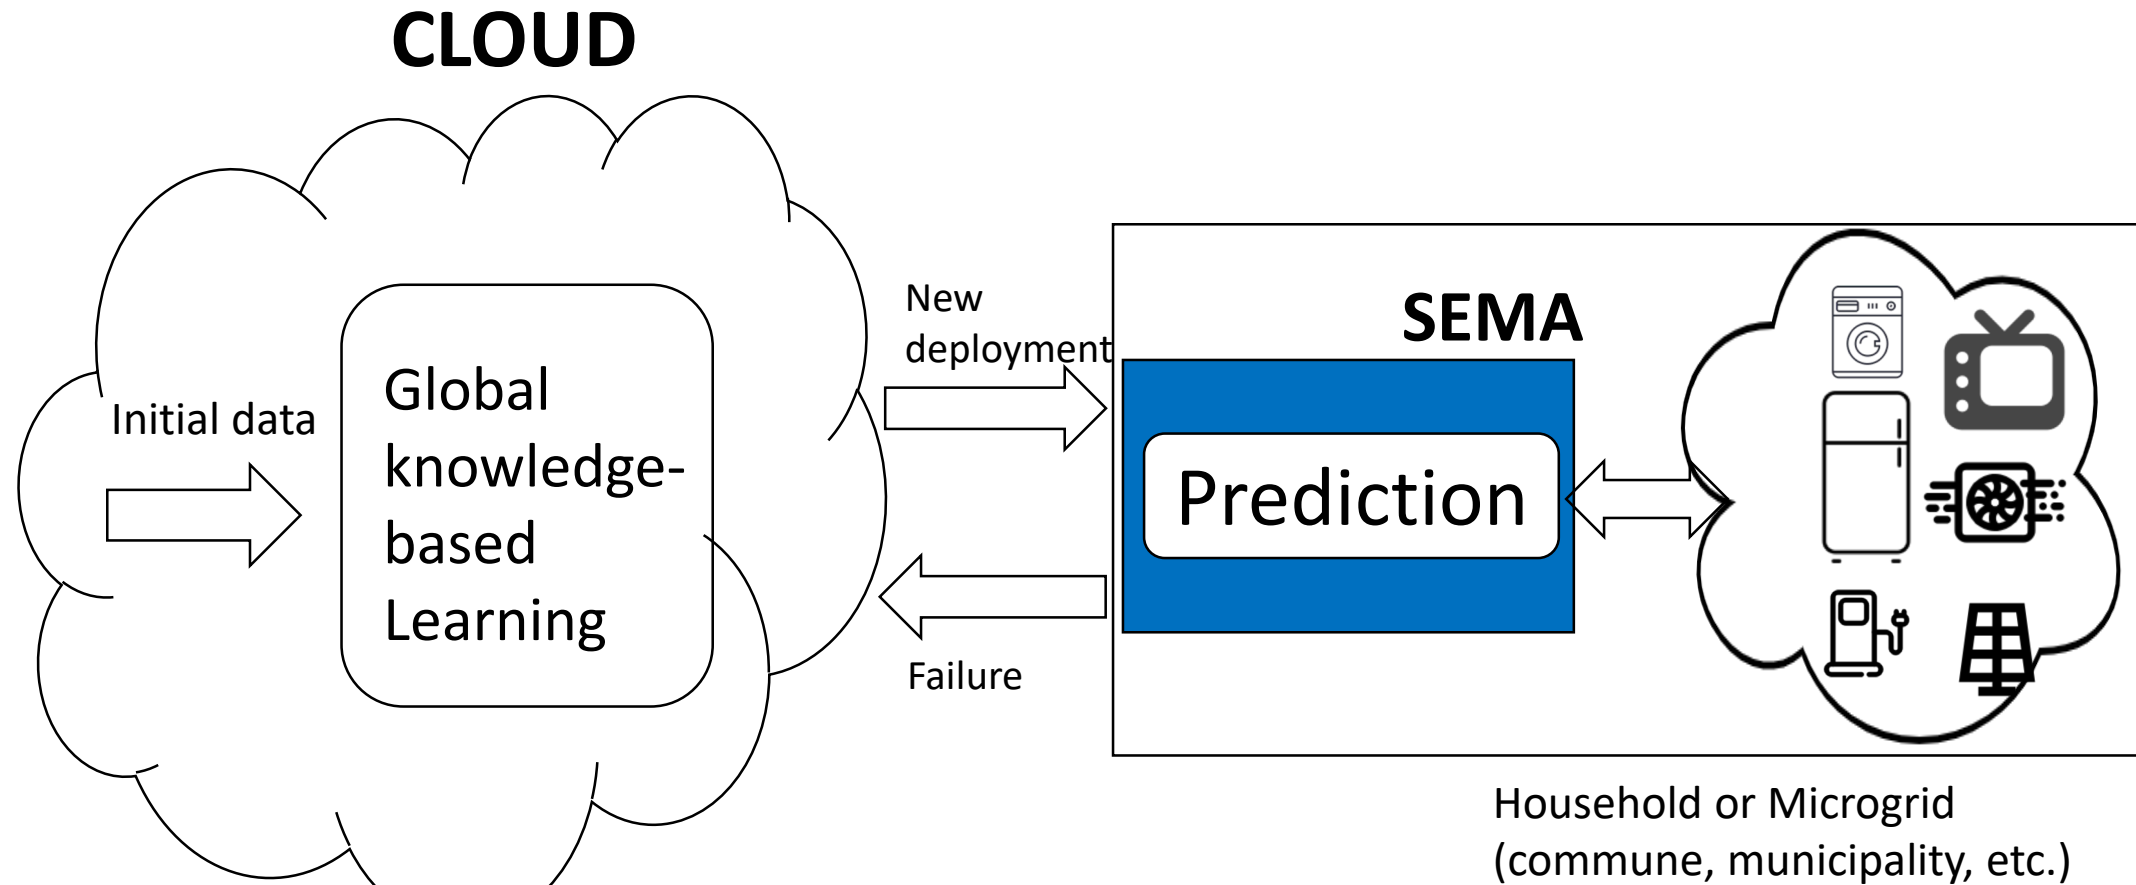 CLOUD
Initial data
Global
knowledge-
based
Learning
New
deployment
Failure
SEMA
Prediction
Household or Microgrid
(commune, municipality, etc.)